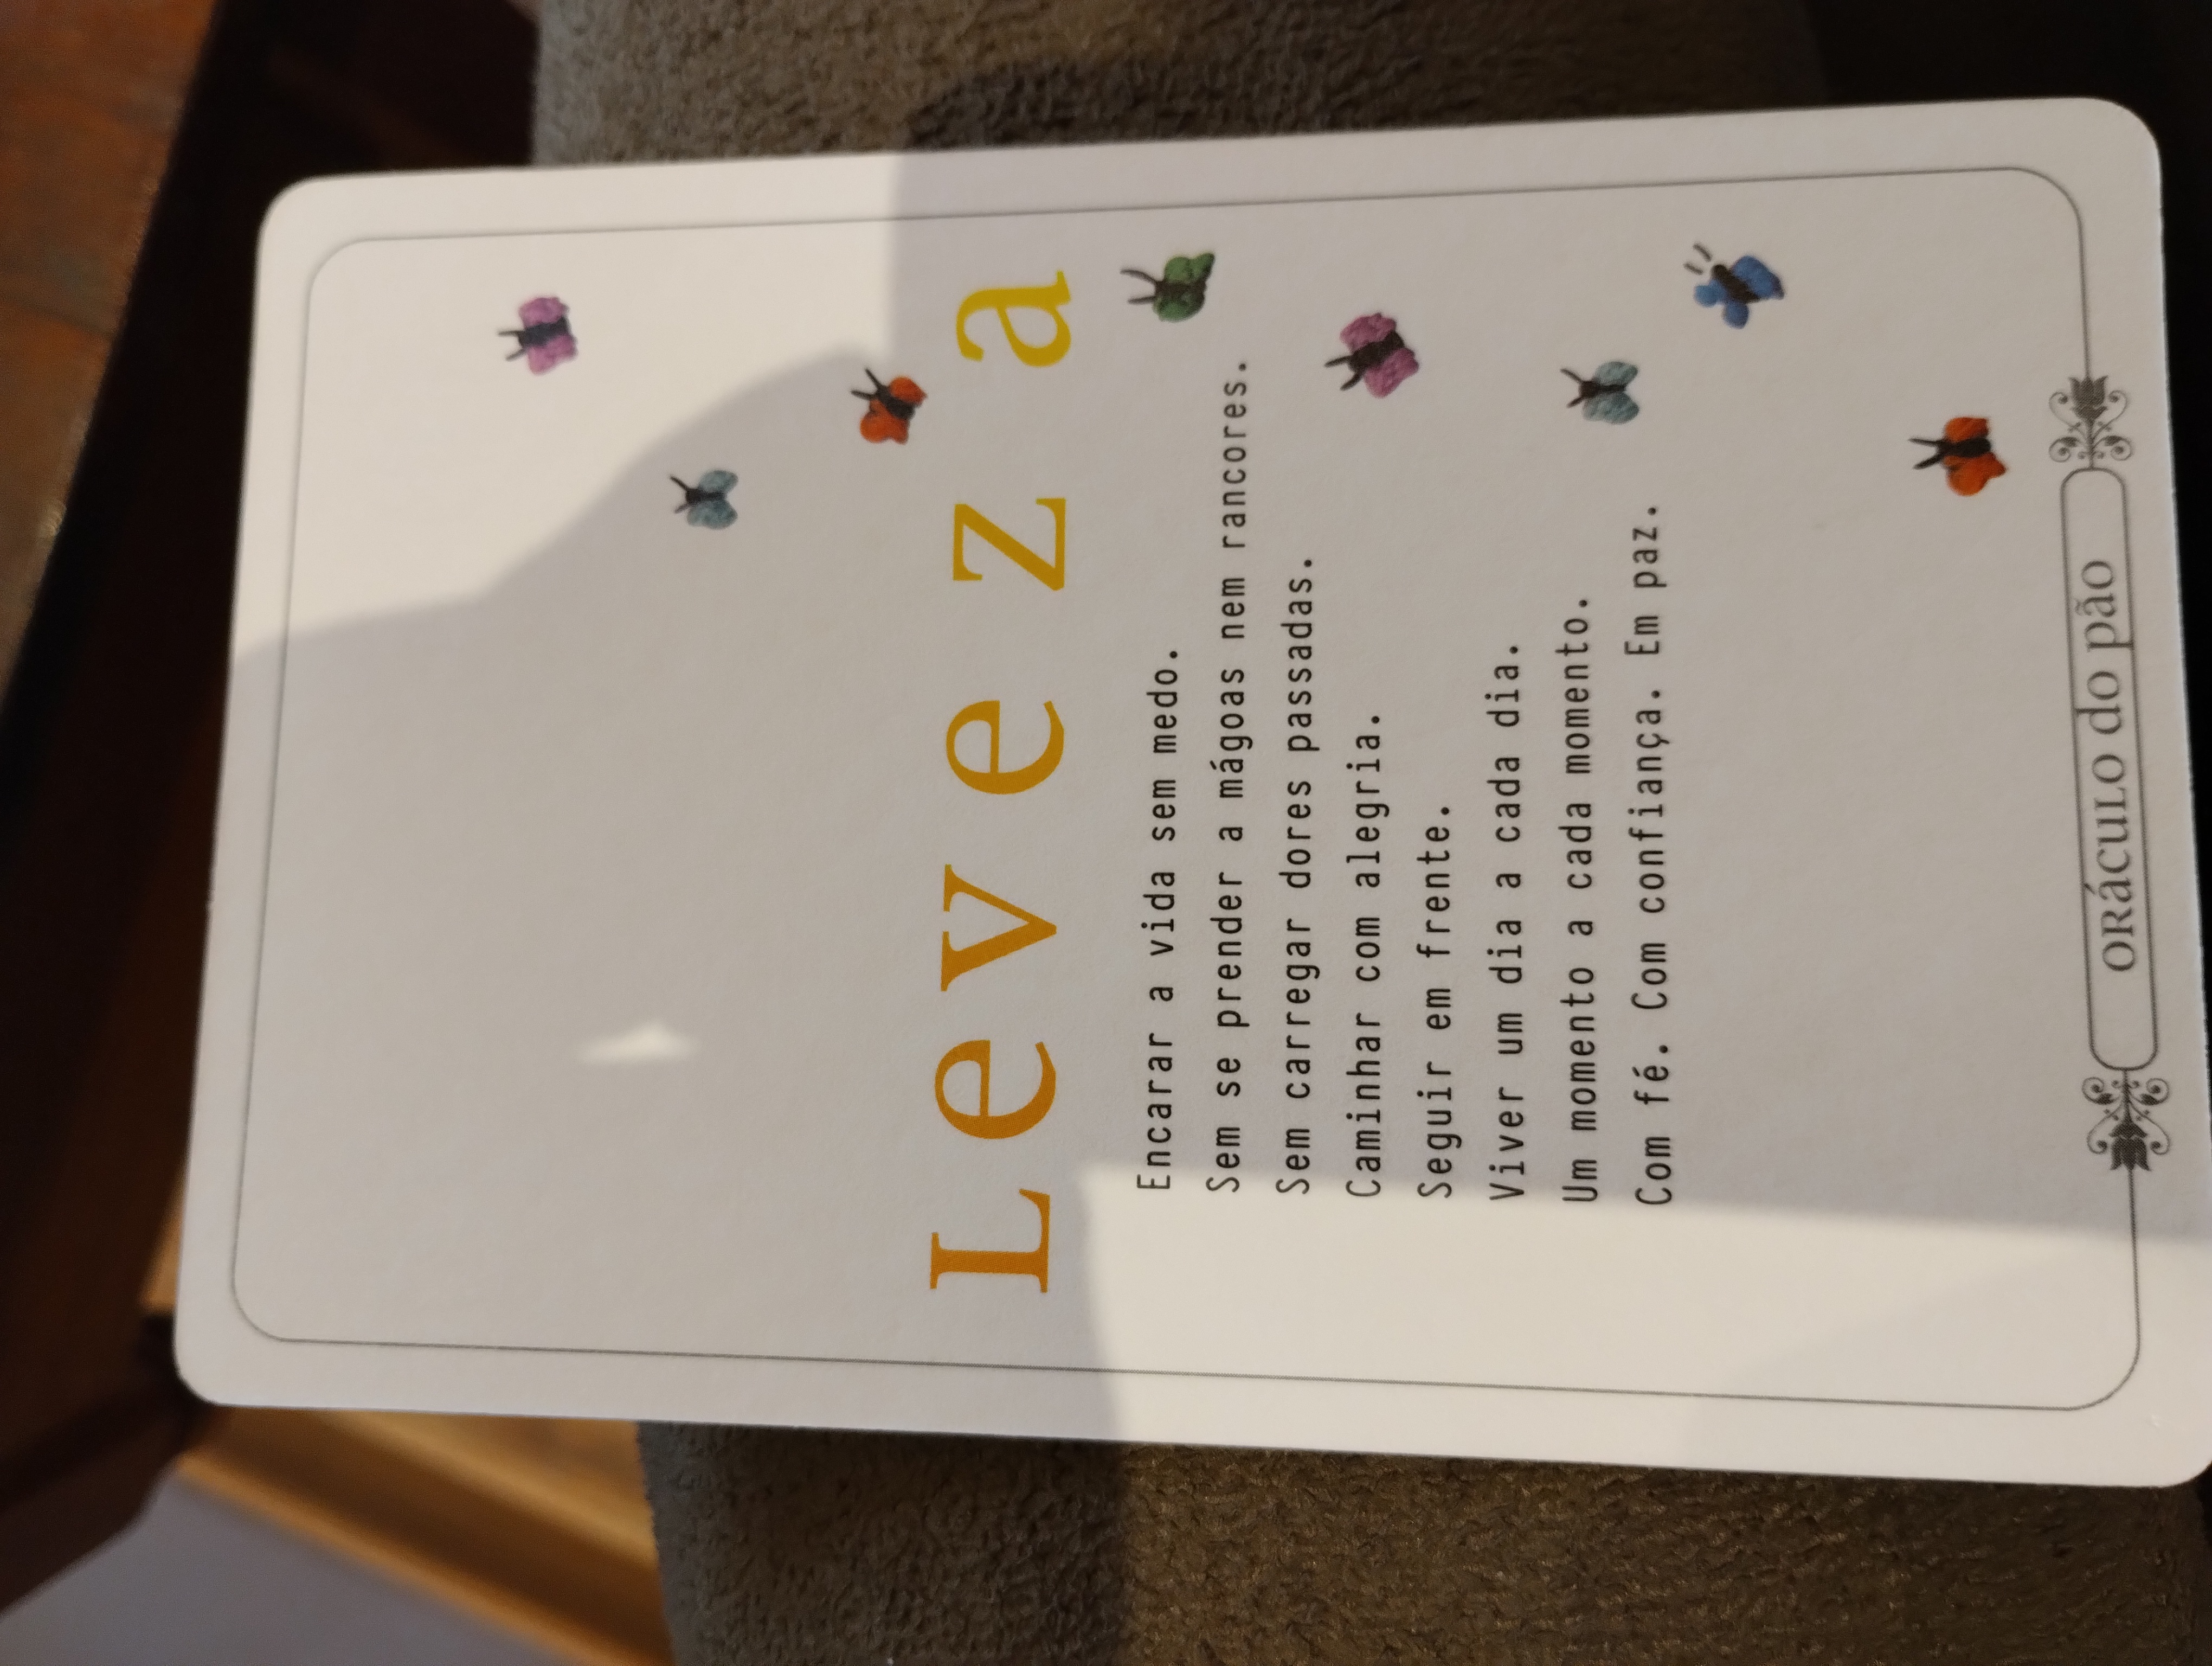 Leveza
Encarar a vida sem medo.
Sem se prender a mágoas nem rancores.
Sem carregar dores passadas.
Caminhar com alegria.
Seguir em frente.
Viver um dia a cada dia.
Um momento a cada momento.
Com fé. Com confiança. Em paz.
ORáCULO do pão